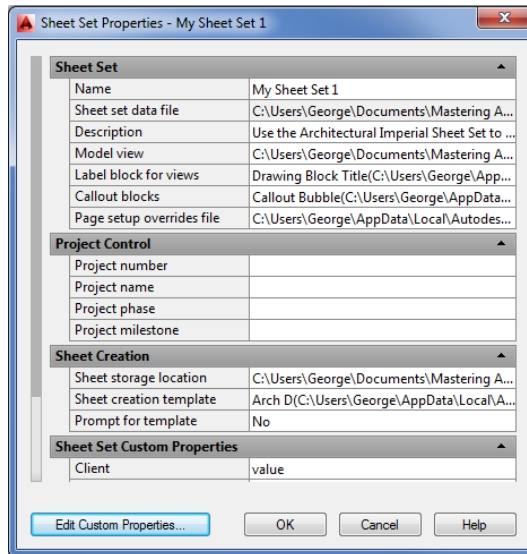 Sheet Set Properties - My Sheet Set 1
Sheet Set
Name My Sheet Set 1
Sheet set data file C:\Users\George\Documents\Mastering A...
Description Use the Architectural Imperial Sheet Set to ...
Model view C:\Users\George\Documents\Mastering A...
Label block for views Drawing Block Title(C:\Users\George\App...
Callout blocks Callout Bubble(C:\Users\George\AppData...
Page setup overrides file C:\Users\George\AppData\Local\Autodes...
Project Control
Project number
Project name
Project phase
Project milestone
Sheet Creation
Sheet storage location C:\Users\George\Documents\Mastering A...
Sheet creation template Arch D(C:\Users\George\AppData\Local\A...
Prompt for template No
Sheet Set Custom Properties
Client value
Edit Custom Properties... OK Cancel Help